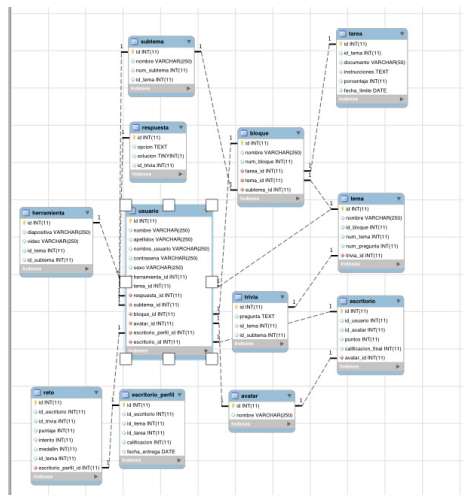 subtema
id INT(11)
nombre VARCHAR(250)
num_subtema INT(11)
id_tema INT(11)
Indexes
tarea
id INT(11)
id_tema INT(11)
documento VARCHAR(50)
instrucciones TEXT
porcentaje INT(11)
fecha_limite DATE
Indexes
respuesta
id INT(11)
opcion TEXT
solucion TINYINT(1)
id_trivia INT(11)
Indexes
bloque
id INT(11)
nombre VARCHAR(250)
num_bloque INT(11)
tarea_id INT(11)
tema_id INT(11)
subtema_id INT(11)
Indexes
herramienta
id INT(11)
diapositiva VARCHAR(250)
video VARCHAR(250)
id_tema INT(11)
id_subtema INT(11)
Indexes
usuario
id INT(11)
nombre VARCHAR(250)
apellidos VARCHAR(250)
nombre_usuario VARCHAR(250)
contrasena VARCHAR(250)
sexo VARCHAR(250)
herramienta_id INT(11)
tema_id INT(11)
respuesta_id INT(11)
subtema_id INT(11)
bloque_id INT(11)
avatar_id INT(11)
escritorio_perfil_id INT(11)
escritorio_id INT(11)
Indexes
tema
id INT(11)
nombre VARCHAR(250)
id_bloque INT(11)
num_tema INT(11)
num_pregunta INT(11)
trivia_id INT(11)
Indexes
trivia
id INT(11)
pregunta TEXT
id_tema INT(11)
id_subtema INT(11)
Indexes
escritorio
id INT(11)
id_usuario INT(11)
id_avatar INT(11)
puntos INT(11)
calificacion_final INT(11)
avatar_id INT(11)
Indexes
reto
id INT(11)
id_escritorio INT(11)
id_trivia INT(11)
puntaje INT(11)
intento INT(11)
medallin INT(11)
id_tema INT(11)
escritorio_perfil_id INT(11)
Indexes
escritorio_perfil
id INT(11)
id_escritorio INT(11)
id_tema INT(11)
id_tarea INT(11)
calificacion INT(11)
fecha_entrega DATE
Indexes
avatar
id INT(11)
nombre VARCHAR(250)
Indexes